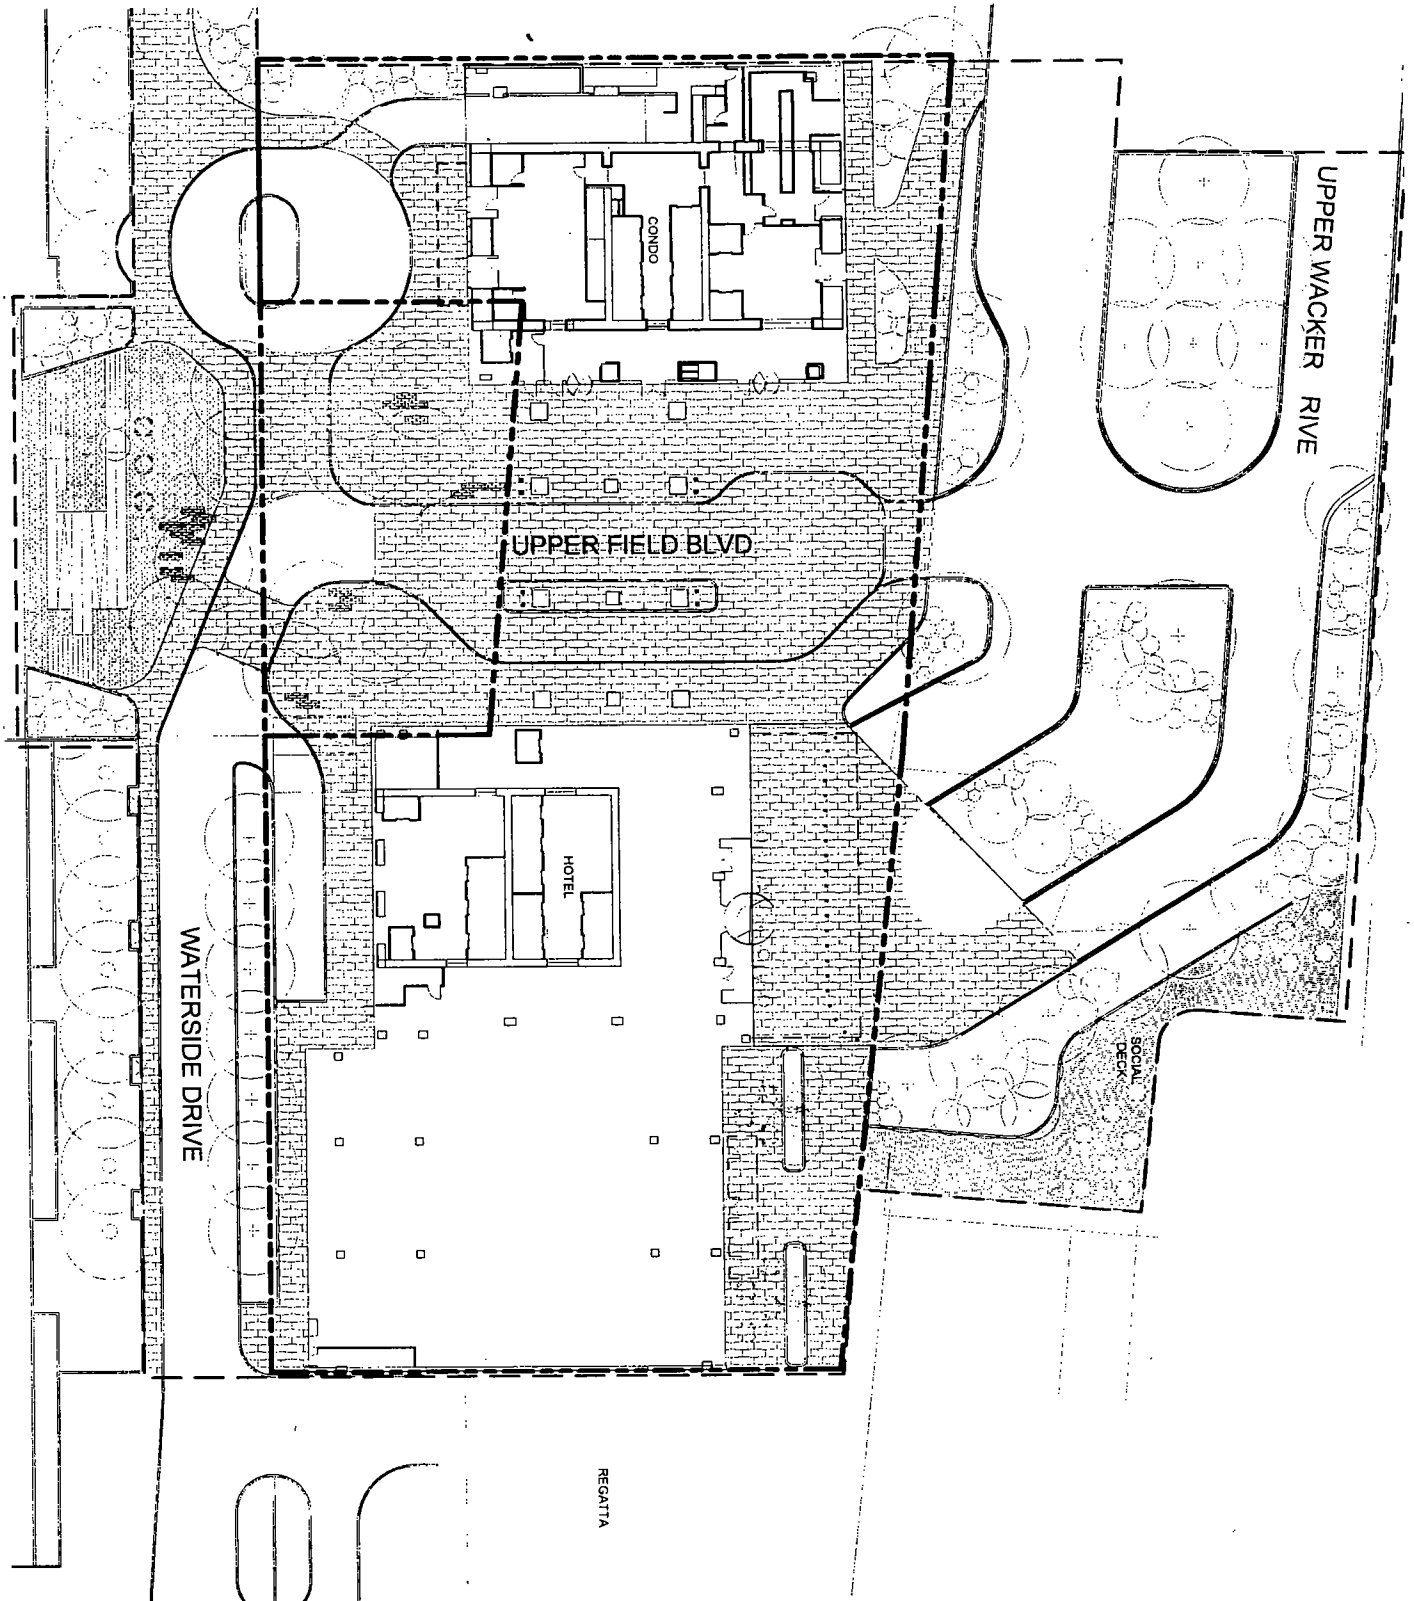 UPPER WACKER RIVE
CONDO
UPPER FIELD BLVD
HOTEL
WATERSIDE DRIVE
SOCIAL
DECK
REGATTA